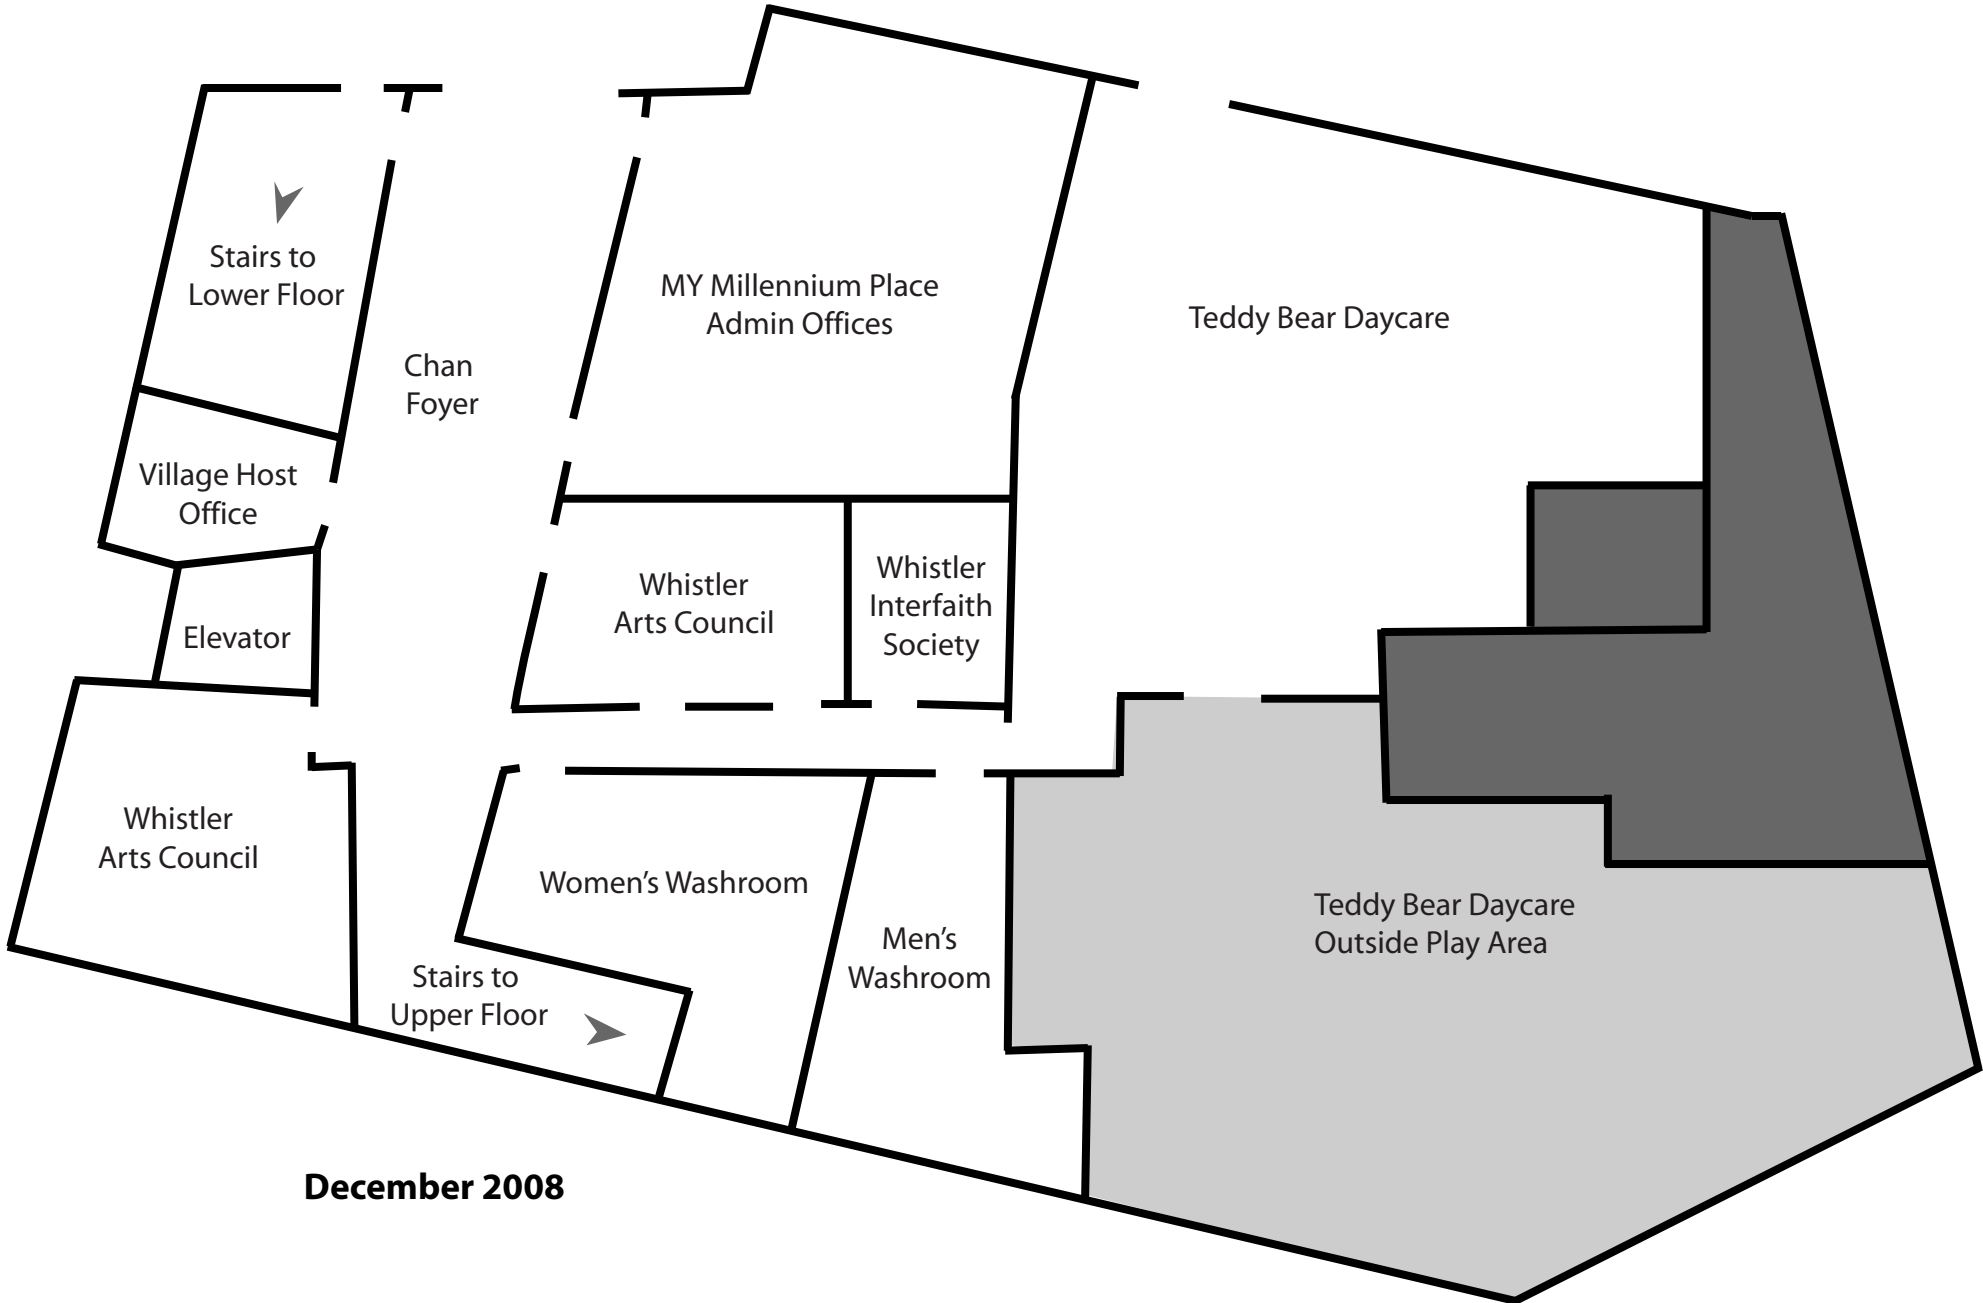 Stairs to
Lower Floor
MY Millennium Place
Admin Offices
Teddy Bear Daycare
Chan
Foyer
Village Host
Office
Whistler
Arts Council
Whistler
Interfaith
Society
Elevator
Whistler
Arts Council
Women's Washroom
Men's
Washroom
Teddy Bear Daycare
Outside Play Area
Stairs to
Upper Floor
December 2008